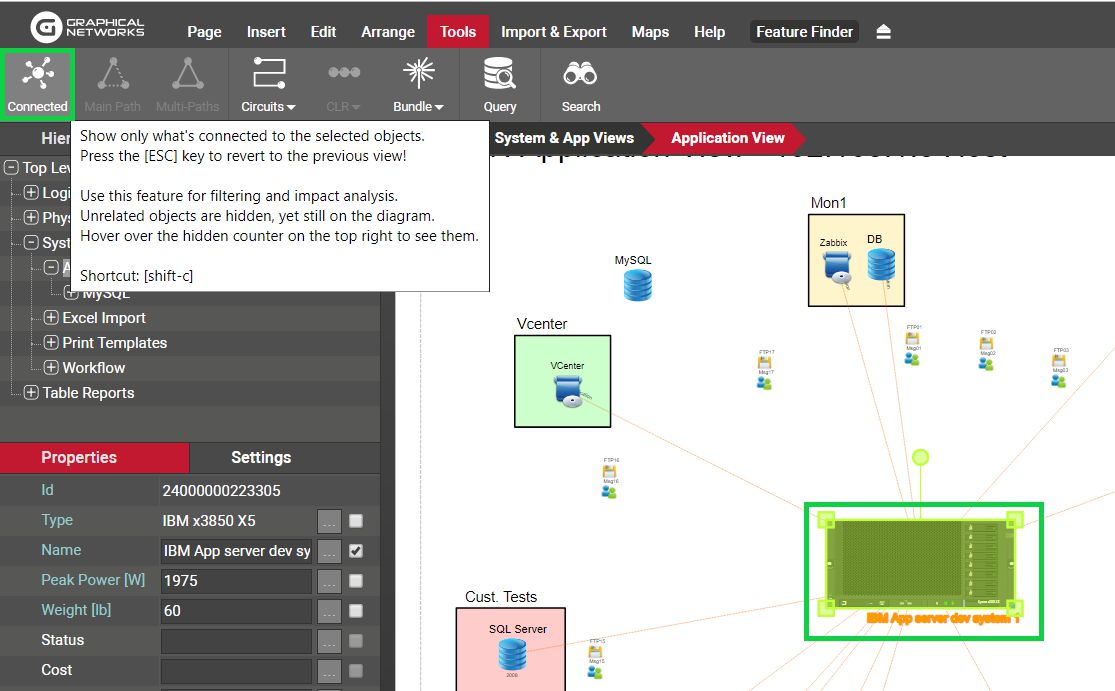 GRAPHICAL
NETWORKS
Page Insert Edit Arrange Tools Import & Export Maps Help Feature Finder
Connected Main Path Multi-Paths Circuits CLR Bundle Query Search
Show only what's connected to the selected objects.
Press the [ESC] key to revert to the previous view!
Use this feature for filtering and impact analysis.
Unrelated objects are hidden, yet still on the diagram.
Hover over the hidden counter on the top right to see them.
Shortcut: [shift-c]
System & App Views Application View
Hier
Top Leve
Logi
Phys
Syst
A
MySQL
Excel Import
Print Templates
Workflow
Table Reports
Properties Settings
Id 24000000223305
Type IBM x3850 X5 ...
Name IBM App server dev sy ...
Peak Power [W] 1975 ...
Weight [lb] 60 ...
Status ...
Cost ...
Mon1
Zabbix DB
MySQL
Vcenter
VCenter
FTP01
Msg01
FTP02
Msg02
FTP03
Msg03
FTP17
Msg17
FTP16
Msg16
IBM App server dev system 1
Cust. Tests
SQL Server
2008
FTP15
Msg15